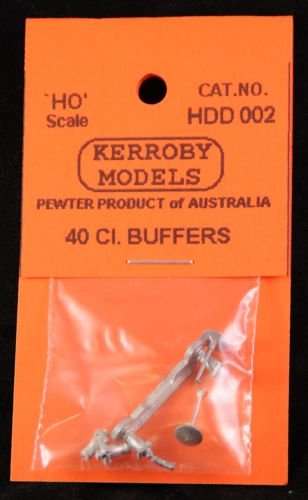 `HO' CAT.NO.
Scale HDD 002
KERROBY
MODELS
PEWTER PRODUCT of AUSTRALIA
40 Cl. BUFFERS